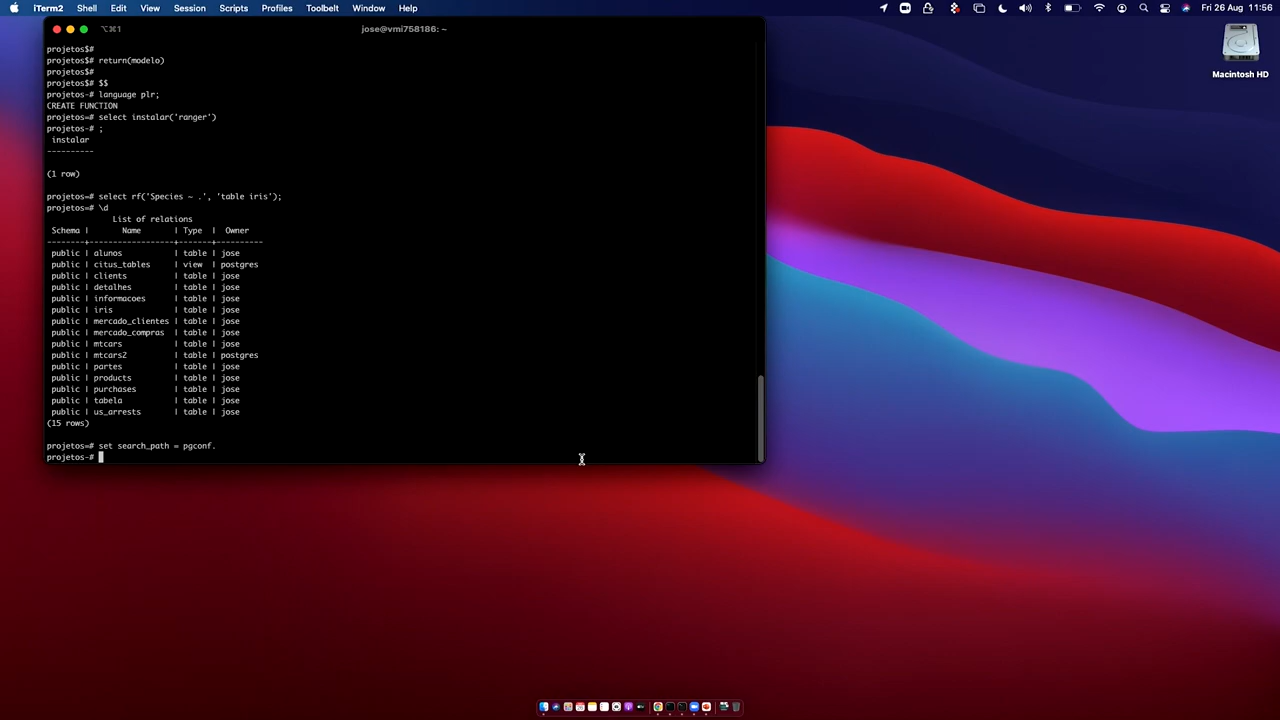 iTerm2 Shell Edit View Session Scripts Profiles Toolbelt Window Help Fri 26 Aug 11:56
⌥⌘1 jose@vmi758186: ~
projetos$#
projetos$# return(modelo)
projetos$#
projetos$# $$
projetos-# language plr;
CREATE FUNCTION
projetos=# select instalar('ranger')
projetos-# ;
instalar
----------
(1 row)
projetos=# select rf('Species ~ .', 'table iris');
projetos=# \d
List of relations
Schema | Name | Type | Owner
--------+-------------------+-------+----------
public | alunos | table | jose
public | citus_tables | view | postgres
public | clients | table | jose
public | detalhes | table | jose
public | informacoes | table | jose
public | iris | table | jose
public | mercado_clientes | table | jose
public | mercado_compras | table | jose
public | mtcars | table | jose
public | mtcars2 | table | postgres
public | partes | table | jose
public | products | table | jose
public | purchases | table | jose
public | tabela | table | jose
public | us_arrests | table | jose
(15 rows)
projetos=# set search_path = pgconf.
projetos-#
Macintosh HD